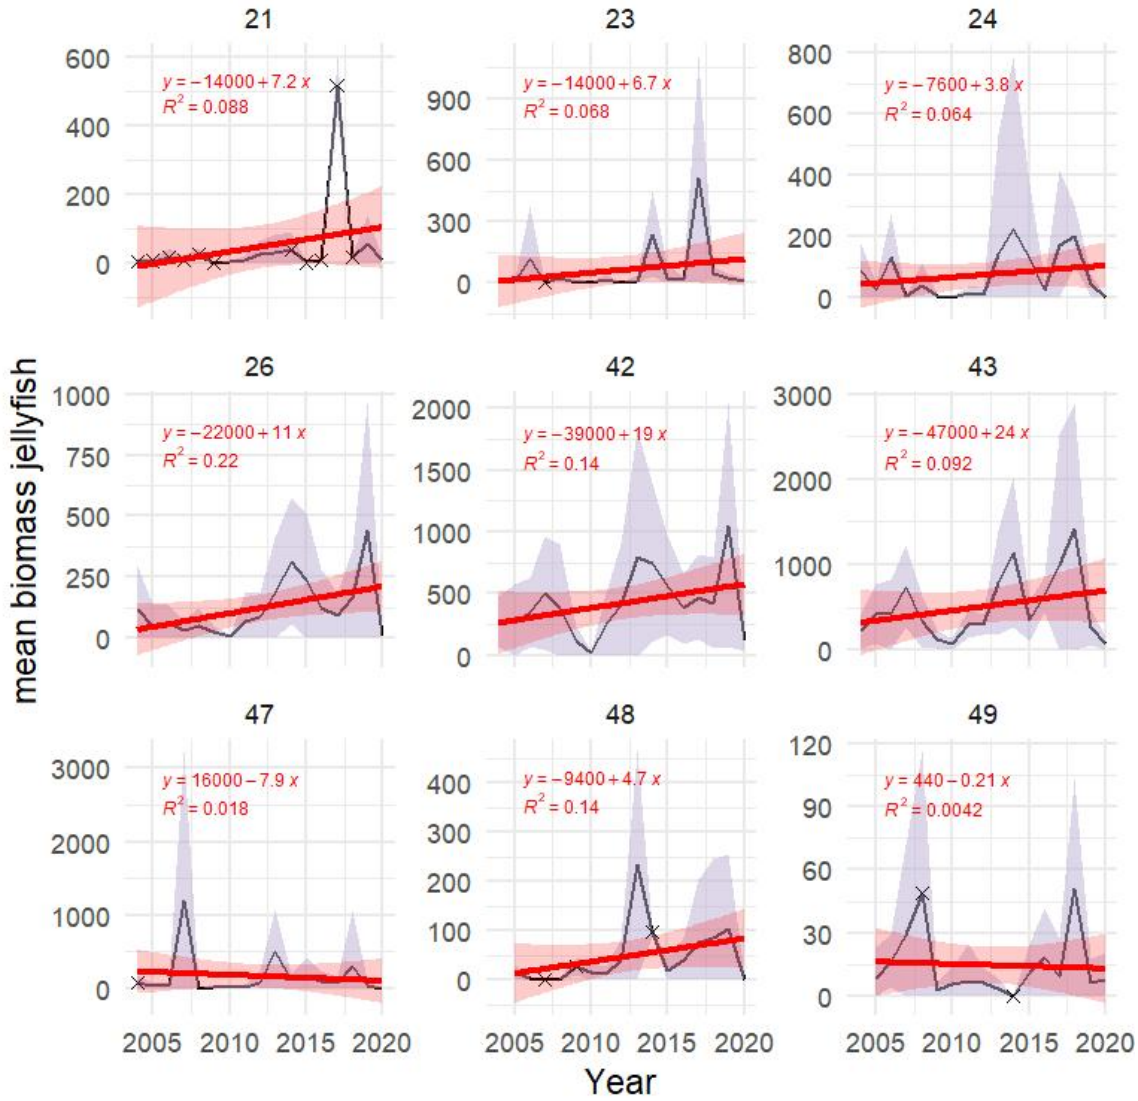 21
23
24
600
400
200
0
y = −14000+7.2 x
R² = 0.088
900
600
300
0
y = −14000+6.7 x
R² = 0.068
800
600
400
200
0
y = −7600+3.8 x
R² = 0.064
mean biomass jellyfish
26
42
43
1000
750
500
250
0
y = −22000+11 x
R² = 0.22
2000
1500
1000
500
0
y = −39000+19 x
R² = 0.14
3000
2000
1000
0
y = −47000+24 x
R² = 0.092
47
48
49
3000
2000
1000
0
y = 16000−7.9 x
R² = 0.018
400
300
200
100
0
y = −9400+4.7 x
R² = 0.14
120
90
60
30
0
y = 440−0.21 x
R² = 0.0042
2005 2010 2015 2020
2005 2010 2015 2020
2005 2010 2015 2020
Year